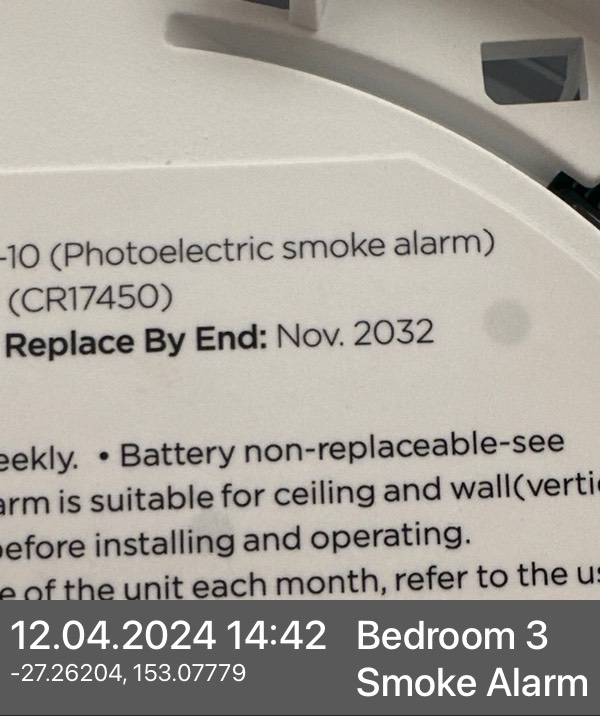 -10 (Photoelectric smoke alarm)
(CR17450)
Replace By End: Nov. 2032
eekly. • Battery non-replaceable-see
arm is suitable for ceiling and wall(vertic
before installing and operating.
e of the unit each month, refer to the us
12.04.2024 14:42
-27.26204, 153.07779
Bedroom 3
Smoke Alarm